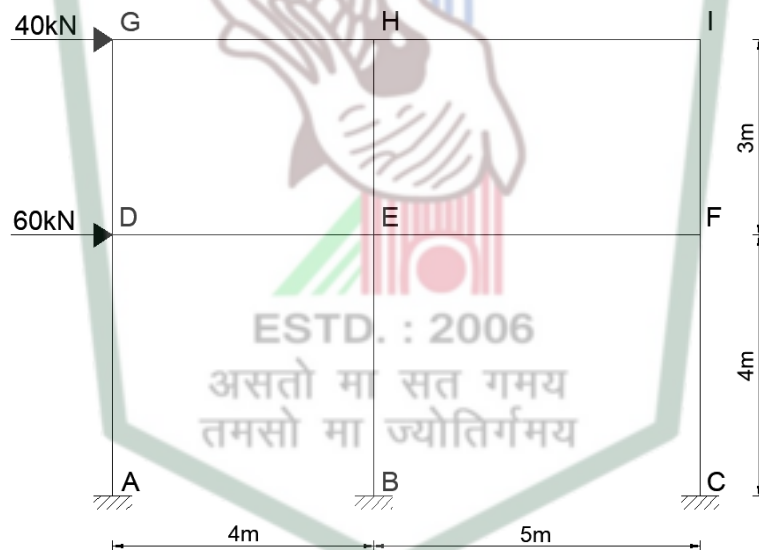 40kN G H I
3m
60kN D E F
ESTD. : 2006
असतो मा सत गमय
तमसो मा ज्योतिर्गमय
4m
A B C
4m 5m